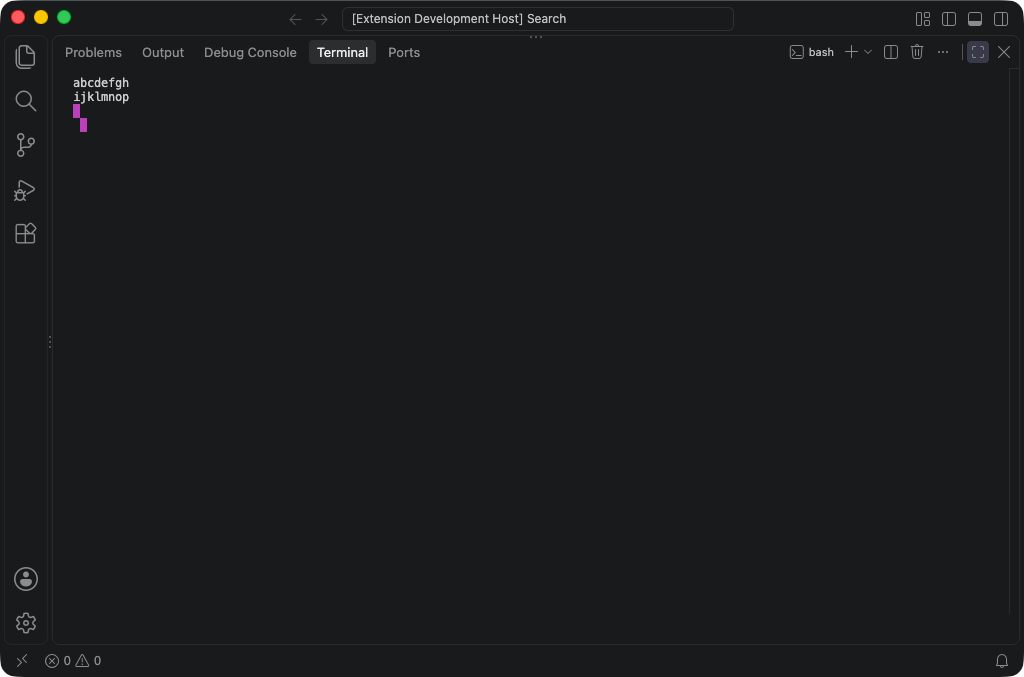 [Extension Development Host] Search
Problems Output Debug Console Terminal Ports
bash
abcdefgh
ijklmnop
0 0